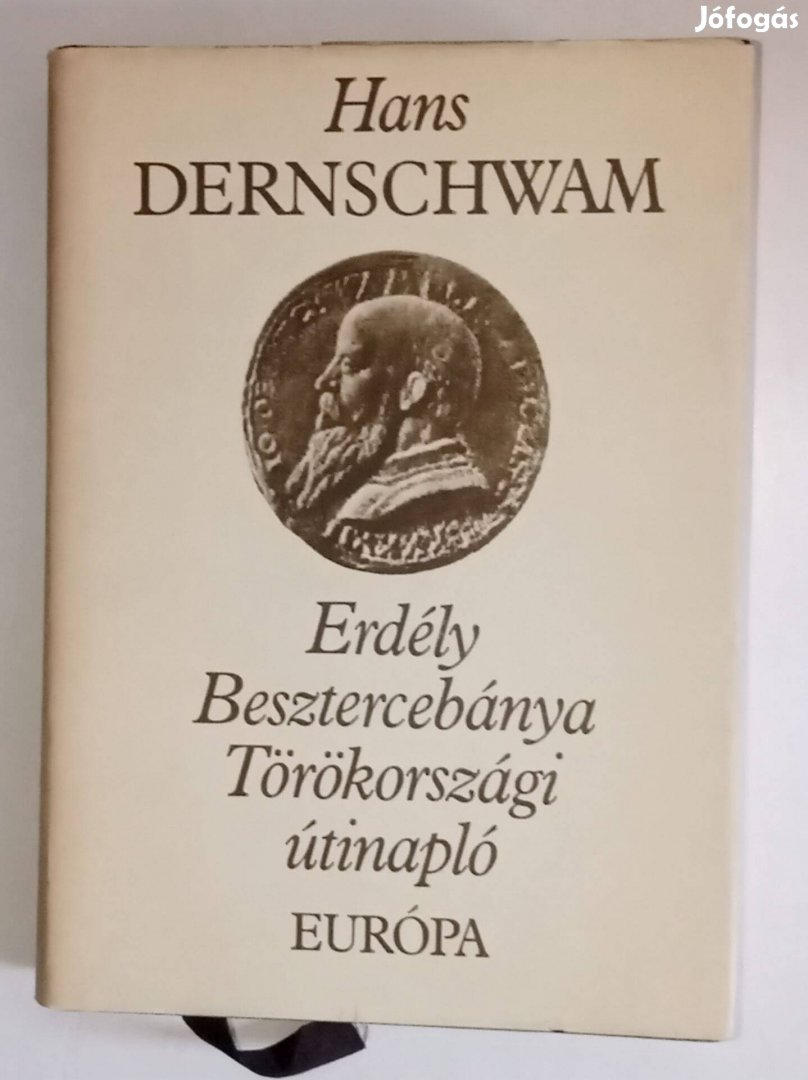 Jófogás
Hans
DERNSCHWAM
Erdély
Besztercebánya
Törökországi
útinapló
EURÓPA